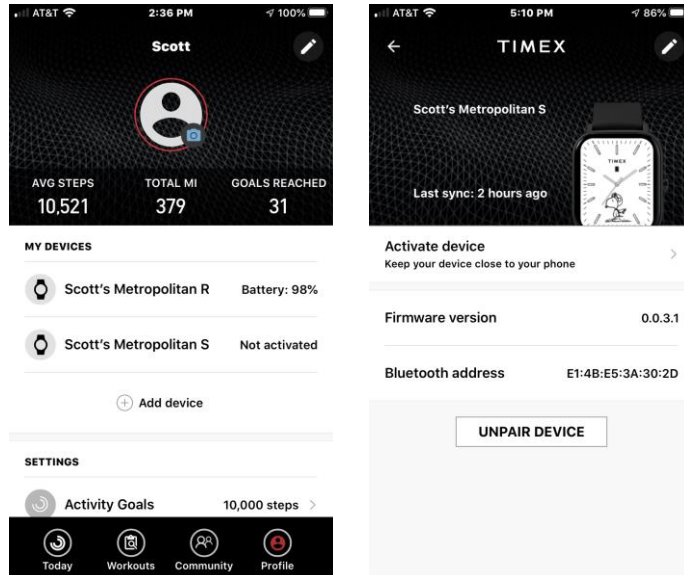 AT&T 2:36 PM 100%
Scott
AVG STEPS TOTAL MI GOALS REACHED
10,521 379 31
MY DEVICES
Scott's Metropolitan R Battery: 98%
Scott's Metropolitan S Not activated
Add device
SETTINGS
Activity Goals 10,000 steps
Today Workouts Community Profile
AT&T 5:10 PM 86%
TIMEX
Scott's Metropolitan S
TIMEX
Last sync: 2 hours ago
Activate device
Keep your device close to your phone
Firmware version 0.0.3.1
Bluetooth address E1:4B:E5:3A:30:2D
UNPAIR DEVICE